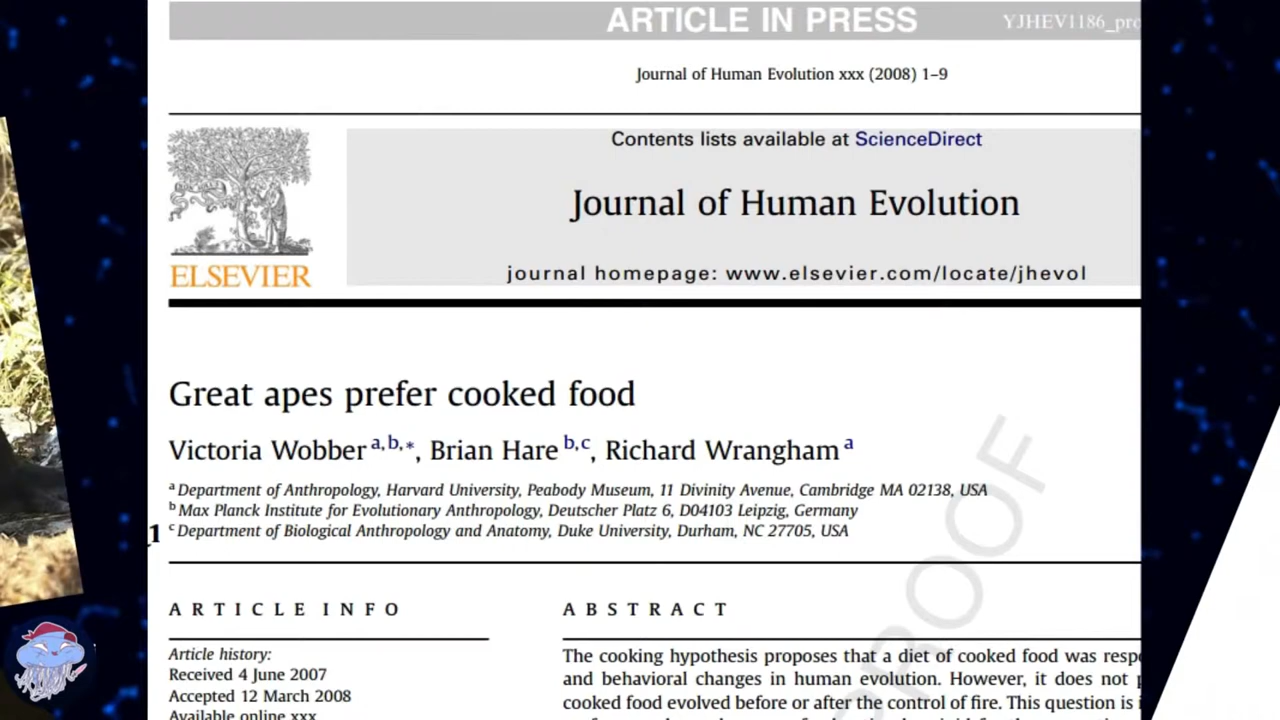 ARTICLE IN PRESS
YJHEV1186_pro
Journal of Human Evolution xxx (2008) 1–9
Contents lists available at ScienceDirect
Journal of Human Evolution
journal homepage: www.elsevier.com/locate/jhevol
ELSEVIER
Great apes prefer cooked food
Victoria Wobber a,b,*, Brian Hare b,c, Richard Wrangham a
a Department of Anthropology, Harvard University, Peabody Museum, 11 Divinity Avenue, Cambridge MA 02138, USA
b Max Planck Institute for Evolutionary Anthropology, Deutscher Platz 6, D04103 Leipzig, Germany
1
c Department of Biological Anthropology and Anatomy, Duke University, Durham, NC 27705, USA
PROOF
ARTICLE INFO
Article history:
Received 4 June 2007
Accepted 12 March 2008
Available online xxx
ABSTRACT
The cooking hypothesis proposes that a diet of cooked food was
and behavioral changes in human evolution. However, it does not
cooked food evolved before or after the control of fire. This question is